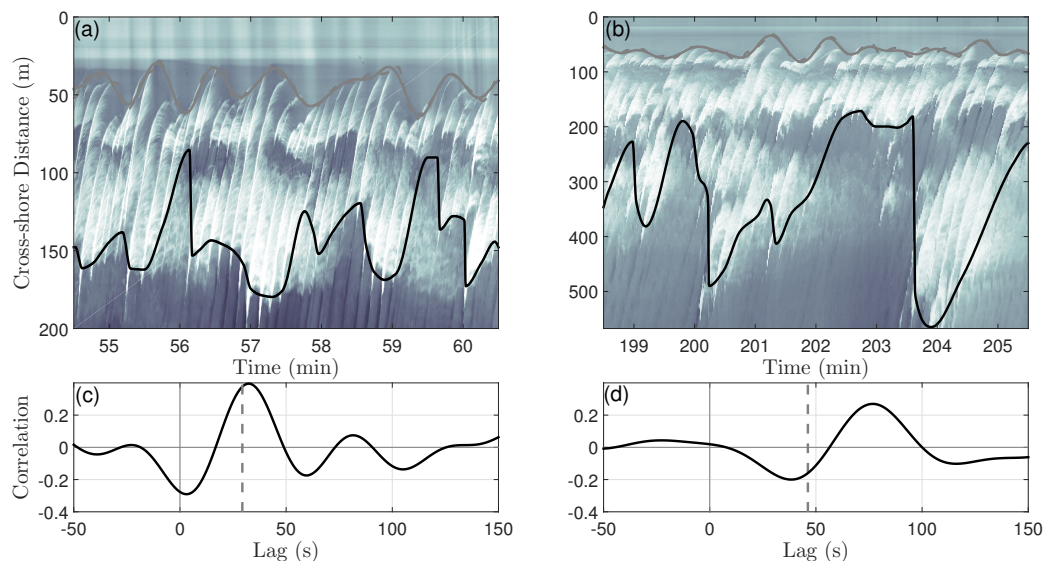 (a)
0
50
100
150
200
Cross-shore Distance (m)
55 56 57 58 59 60
Time (min)
(b)
0
100
200
300
400
500
199 200 201 202 203 204 205
Time (min)
(c)
0.2
0
-0.2
-0.4
Correlation
-50 0 50 100 150
Lag (s)
(d)
0.2
0
-0.2
-0.4
-50 0 50 100 150
Lag (s)